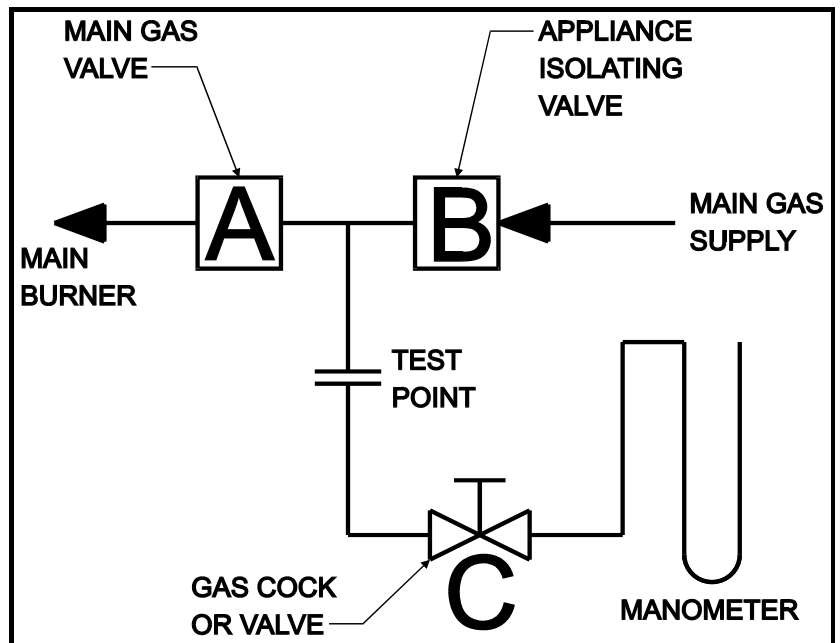 MAIN GAS
VALVE
APPLIANCE
ISOLATING
VALVE
A
B
MAIN GAS
SUPPLY
MAIN
BURNER
TEST
POINT
C
GAS COCK
OR VALVE
MANOMETER